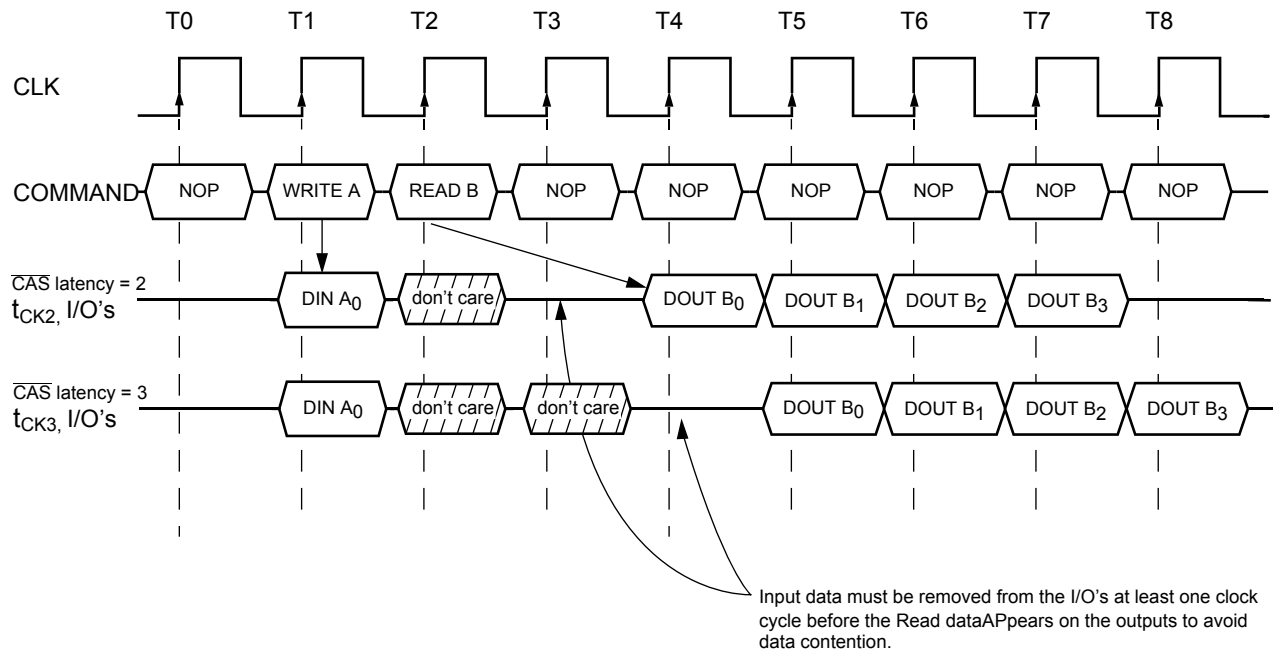 T0 T1 T2 T3 T4 T5 T6 T7 T8
CLK
COMMAND NOP WRITE A READ B NOP NOP NOP NOP NOP NOP
CAS latency = 2
tCK2, I/O's DIN A0 don't care DOUT B0 DOUT B1 DOUT B2 DOUT B3
CAS latency = 3
tCK3, I/O's DIN A0 don't care don't care DOUT B0 DOUT B1 DOUT B2 DOUT B3
Input data must be removed from the I/O's at least one clock
cycle before the Read dataAPpears on the outputs to avoid
data contention.